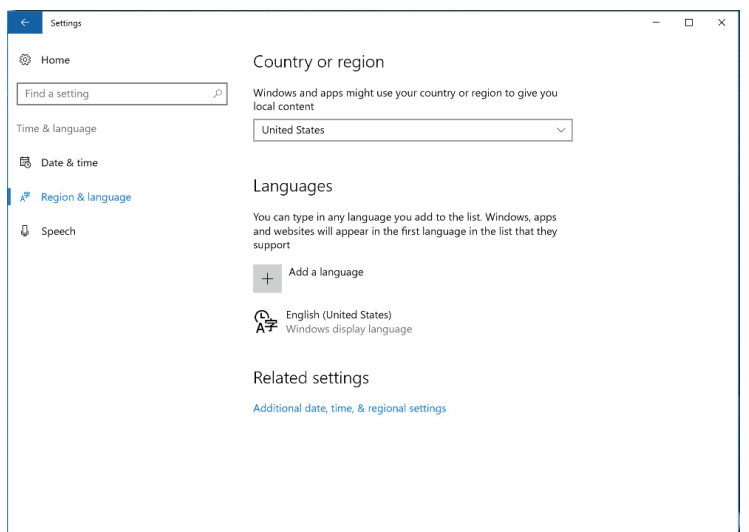 Settings
Home
Find a setting
Time & language
Date & time
Region & language
Speech
Country or region
Windows and apps might use your country or region to give you
local content
United States
Languages
You can type in any language you add to the list. Windows, apps
and websites will appear in the first language in the list that they
support
Add a language
English (United States)
Windows display language
Related settings
Additional date, time, & regional settings